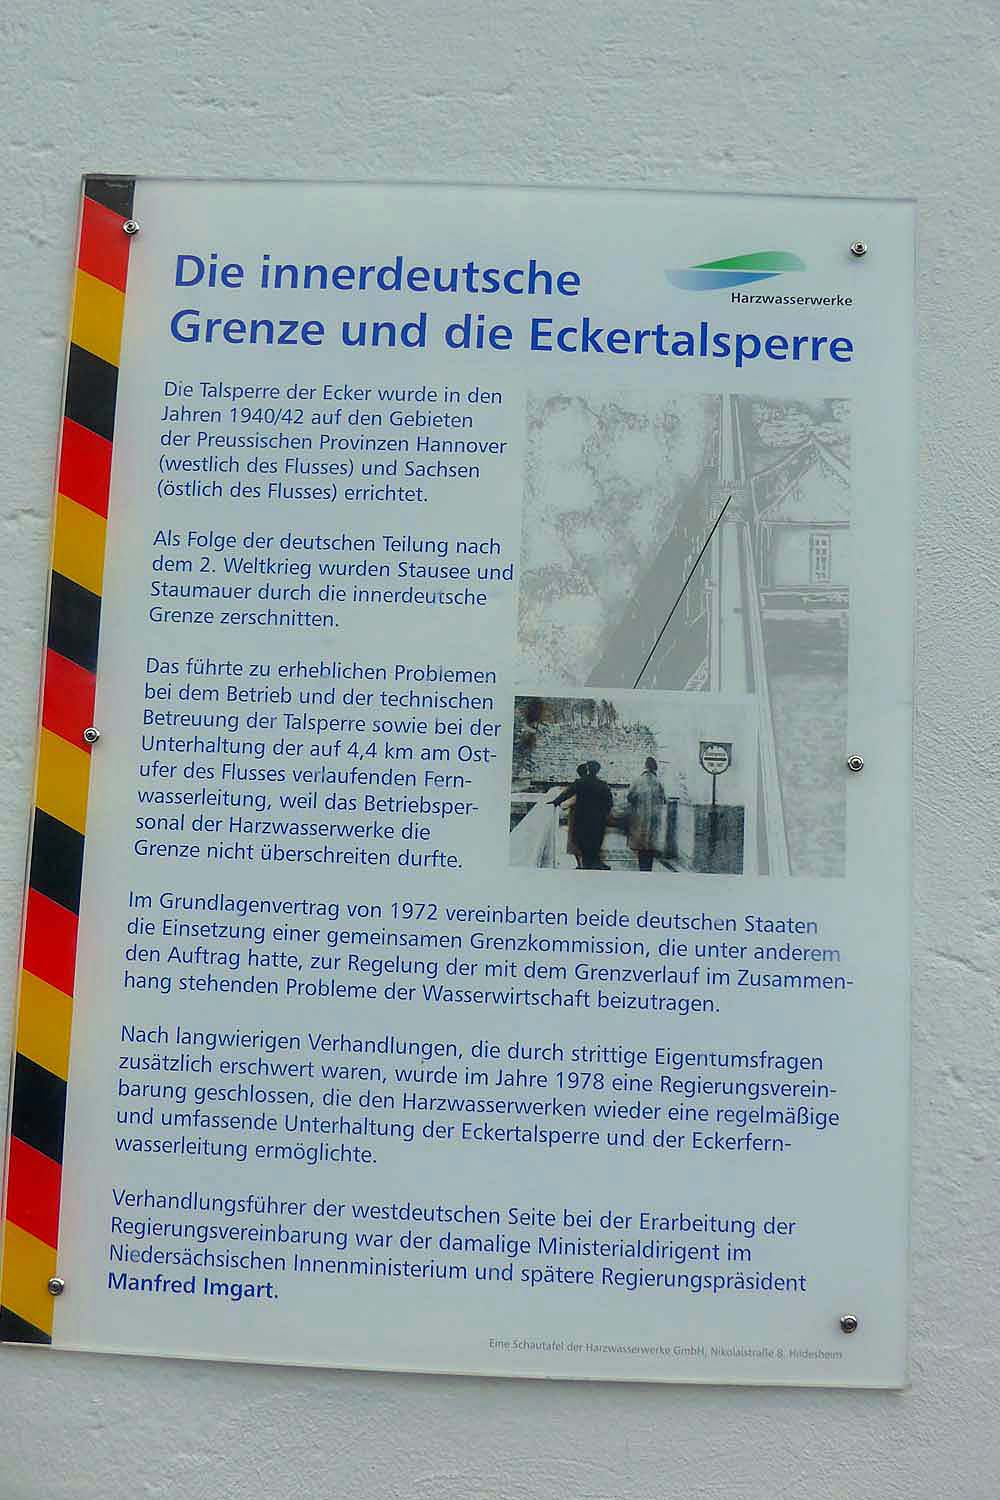 Die innerdeutsche
Grenze und die Eckertalsperre
Harzwasserwerke
Die Talsperre der Ecker wurde in den
Jahren 1940/42 auf den Gebieten
der Preussischen Provinzen Hannover
(westlich des Flusses) und Sachsen
(östlich des Flusses) errichtet.
Als Folge der deutschen Teilung nach
dem 2. Weltkrieg wurden Stausee und
Staumauer durch die innerdeutsche
Grenze zerschnitten.
Das führte zu erheblichen Problemen
bei dem Betrieb und der technischen
Betreuung der Talsperre sowie bei der
Unterhaltung der auf 4,4 km am Ost-
ufer des Flusses verlaufenden Fern-
wasserleitung, weil das Betriebsper-
sonal der Harzwasserwerke die
Grenze nicht überschreiten durfte.
Im Grundlagenvertrag von 1972 vereinbarten beide deutschen Staaten
die Einsetzung einer gemeinsamen Grenzkommission, die unter anderem
den Auftrag hatte, zur Regelung der mit dem Grenzverlauf im Zusammen-
hang stehenden Probleme der Wasserwirtschaft beizutragen.
Nach langwierigen Verhandlungen, die durch strittige Eigentumsfragen
zusätzlich erschwert waren, wurde im Jahre 1978 eine Regierungsverein-
barung geschlossen, die den Harzwasserwerken wieder eine regelmäßige
und umfassende Unterhaltung der Eckertalsperre und der Eckerfern-
wasserleitung ermöglichte.
Verhandlungsführer der westdeutschen Seite bei der Erarbeitung der
Regierungsvereinbarung war der damalige Ministerialdirigent im
Niedersächsischen Innenministerium und spätere Regierungspräsident
Manfred Imgart.
Eine Schautafel der Harzwasserwerke GmbH, Nikolaistraße 8, Hildesheim